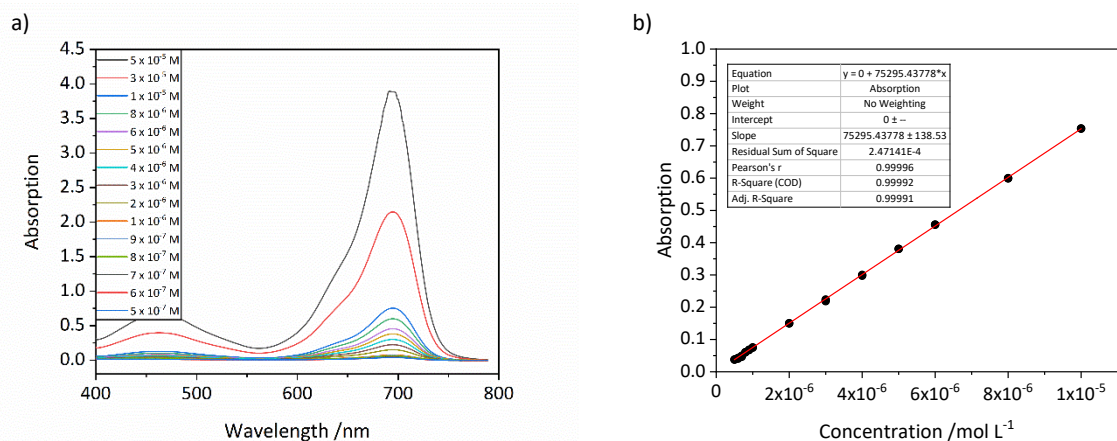 a)
4.5
4.0
3.5
3.0
2.5
2.0
1.5
1.0
0.5
0.0
Absorption
5 x 10⁻⁵ M
3 x 10⁻⁵ M
1 x 10⁻⁵ M
8 x 10⁻⁶ M
6 x 10⁻⁶ M
5 x 10⁻⁶ M
4 x 10⁻⁶ M
3 x 10⁻⁶ M
2 x 10⁻⁶ M
1 x 10⁻⁶ M
9 x 10⁻⁷ M
8 x 10⁻⁷ M
7 x 10⁻⁷ M
6 x 10⁻⁷ M
5 x 10⁻⁷ M
400 500 600 700 800
Wavelength /nm
b)
1.0
0.9
0.8
0.7
0.6
0.5
0.4
0.3
0.2
0.1
0.0
Absorption
Equation y = 0 + 75295.43778*x
Plot Absorption
Weight No Weighting
Intercept 0 ± --
Slope 75295.43778 ± 138.53
Residual Sum of Square 2.47141E-4
Pearson's r 0.99996
R-Square (COD) 0.99992
Adj. R-Square 0.99991
0 2x10⁻⁶ 4x10⁻⁶ 6x10⁻⁶ 8x10⁻⁶ 1x10⁻⁵
Concentration /mol L⁻¹